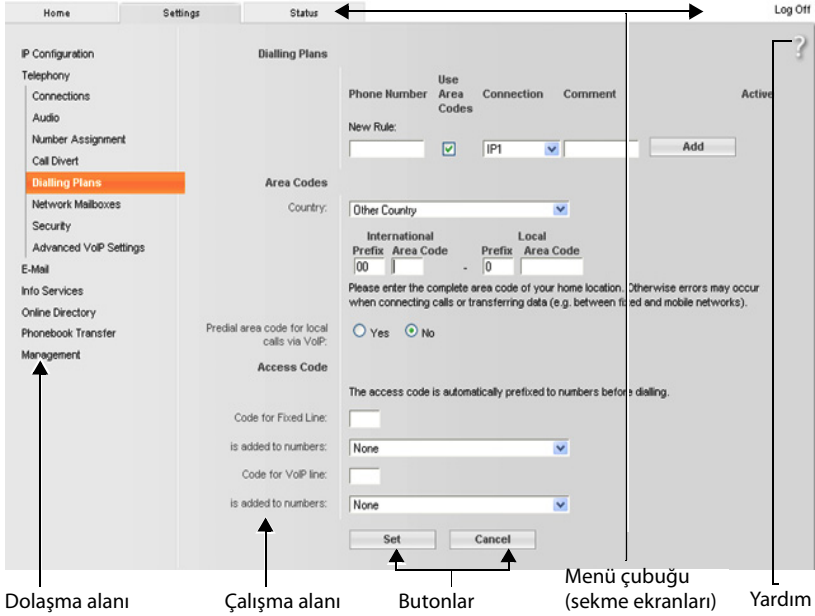 Home Settings Status Log Off
?
IP Configuration
Telephony
Connections
Audio
Number Assignment
Call Divert
Dialling Plans
Network Mailboxes
Security
Advanced VoIP Settings
E-Mail
Info Services
Online Directory
Phonebook Transfer
Management
Dialling Plans
Phone Number Use Area Codes Connection Comment Active
New Rule:
IP1 Add
Area Codes
Country: Other Country
International Local
Prefix Area Code Prefix Area Code
00 - 0
Please enter the complete area code of your home location. Otherwise errors may occur
when connecting calls or transferring data (e.g. between fixed and mobile networks).
Predial area code for local
calls via VoIP: Yes No
Access Code
The access code is automatically prefixed to numbers before dialling.
Code for Fixed Line:
is added to numbers: None
Code for VoIP line:
is added to numbers: None
Set Cancel
Dolaşma alanı Çalışma alanı Butonlar Menü çubuğu
(sekme ekranları) Yardım